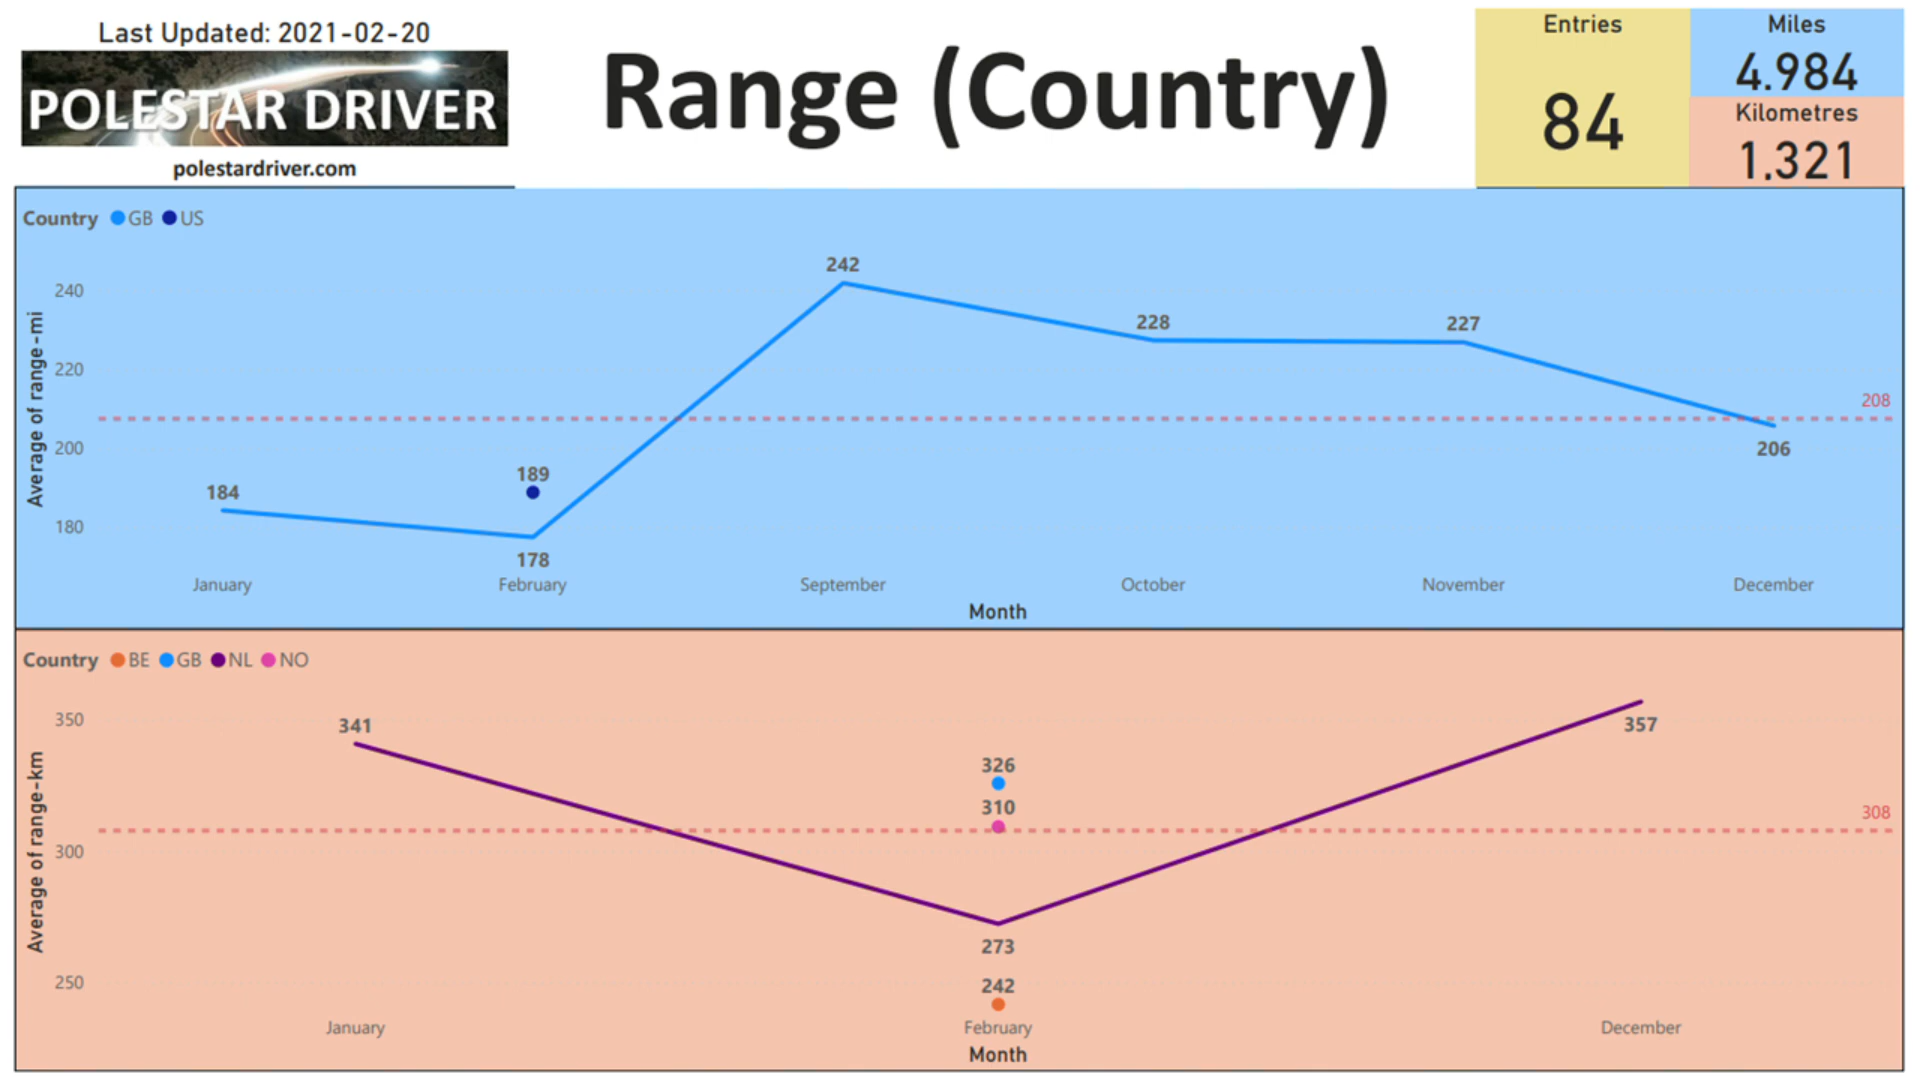 Last Updated: 2021-02-20
POLESTAR DRIVER
polestardriver.com
Range (Country)
Entries
84
Miles
4.984
Kilometres
1.321
Country GB US
Average of range-mi
240
220
200
180
184
189
178
242
228
227
206
208
January February September October November December
Month
Country BE GB NL NO
Average of range-km
350
300
250
341
326
310
273
242
357
308
January February December
Month